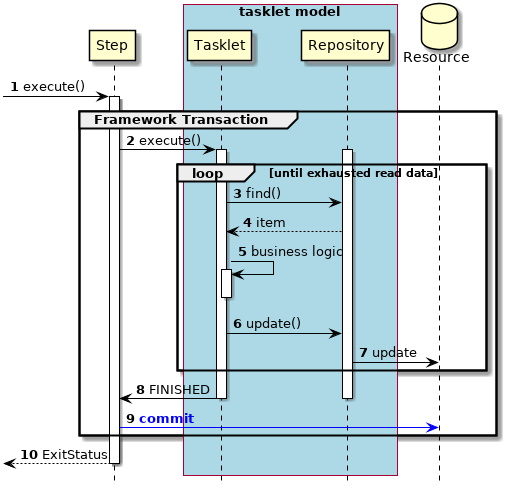 tasklet model
Step
Tasklet
Repository
Resource
1 execute()
Framework Transaction
2 execute()
loop [until exhausted read data]
3 find()
4 item
5 business logic
6 update()
7 update
8 FINISHED
9 commit
10 ExitStatus